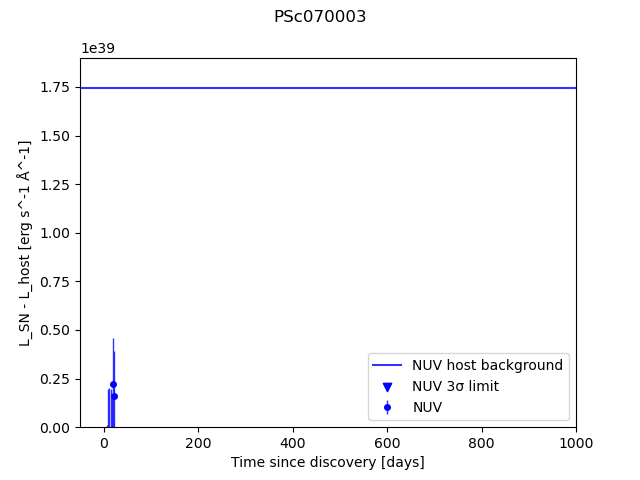 PSc070003
1e39
1.75
1.50
1.25
1.00
0.75
0.50
0.25
0.00
L_SN - L_host [erg s^-1 Å^-1]
NUV host background
NUV 3σ limit
NUV
0 200 400 600 800 1000
Time since discovery [days]